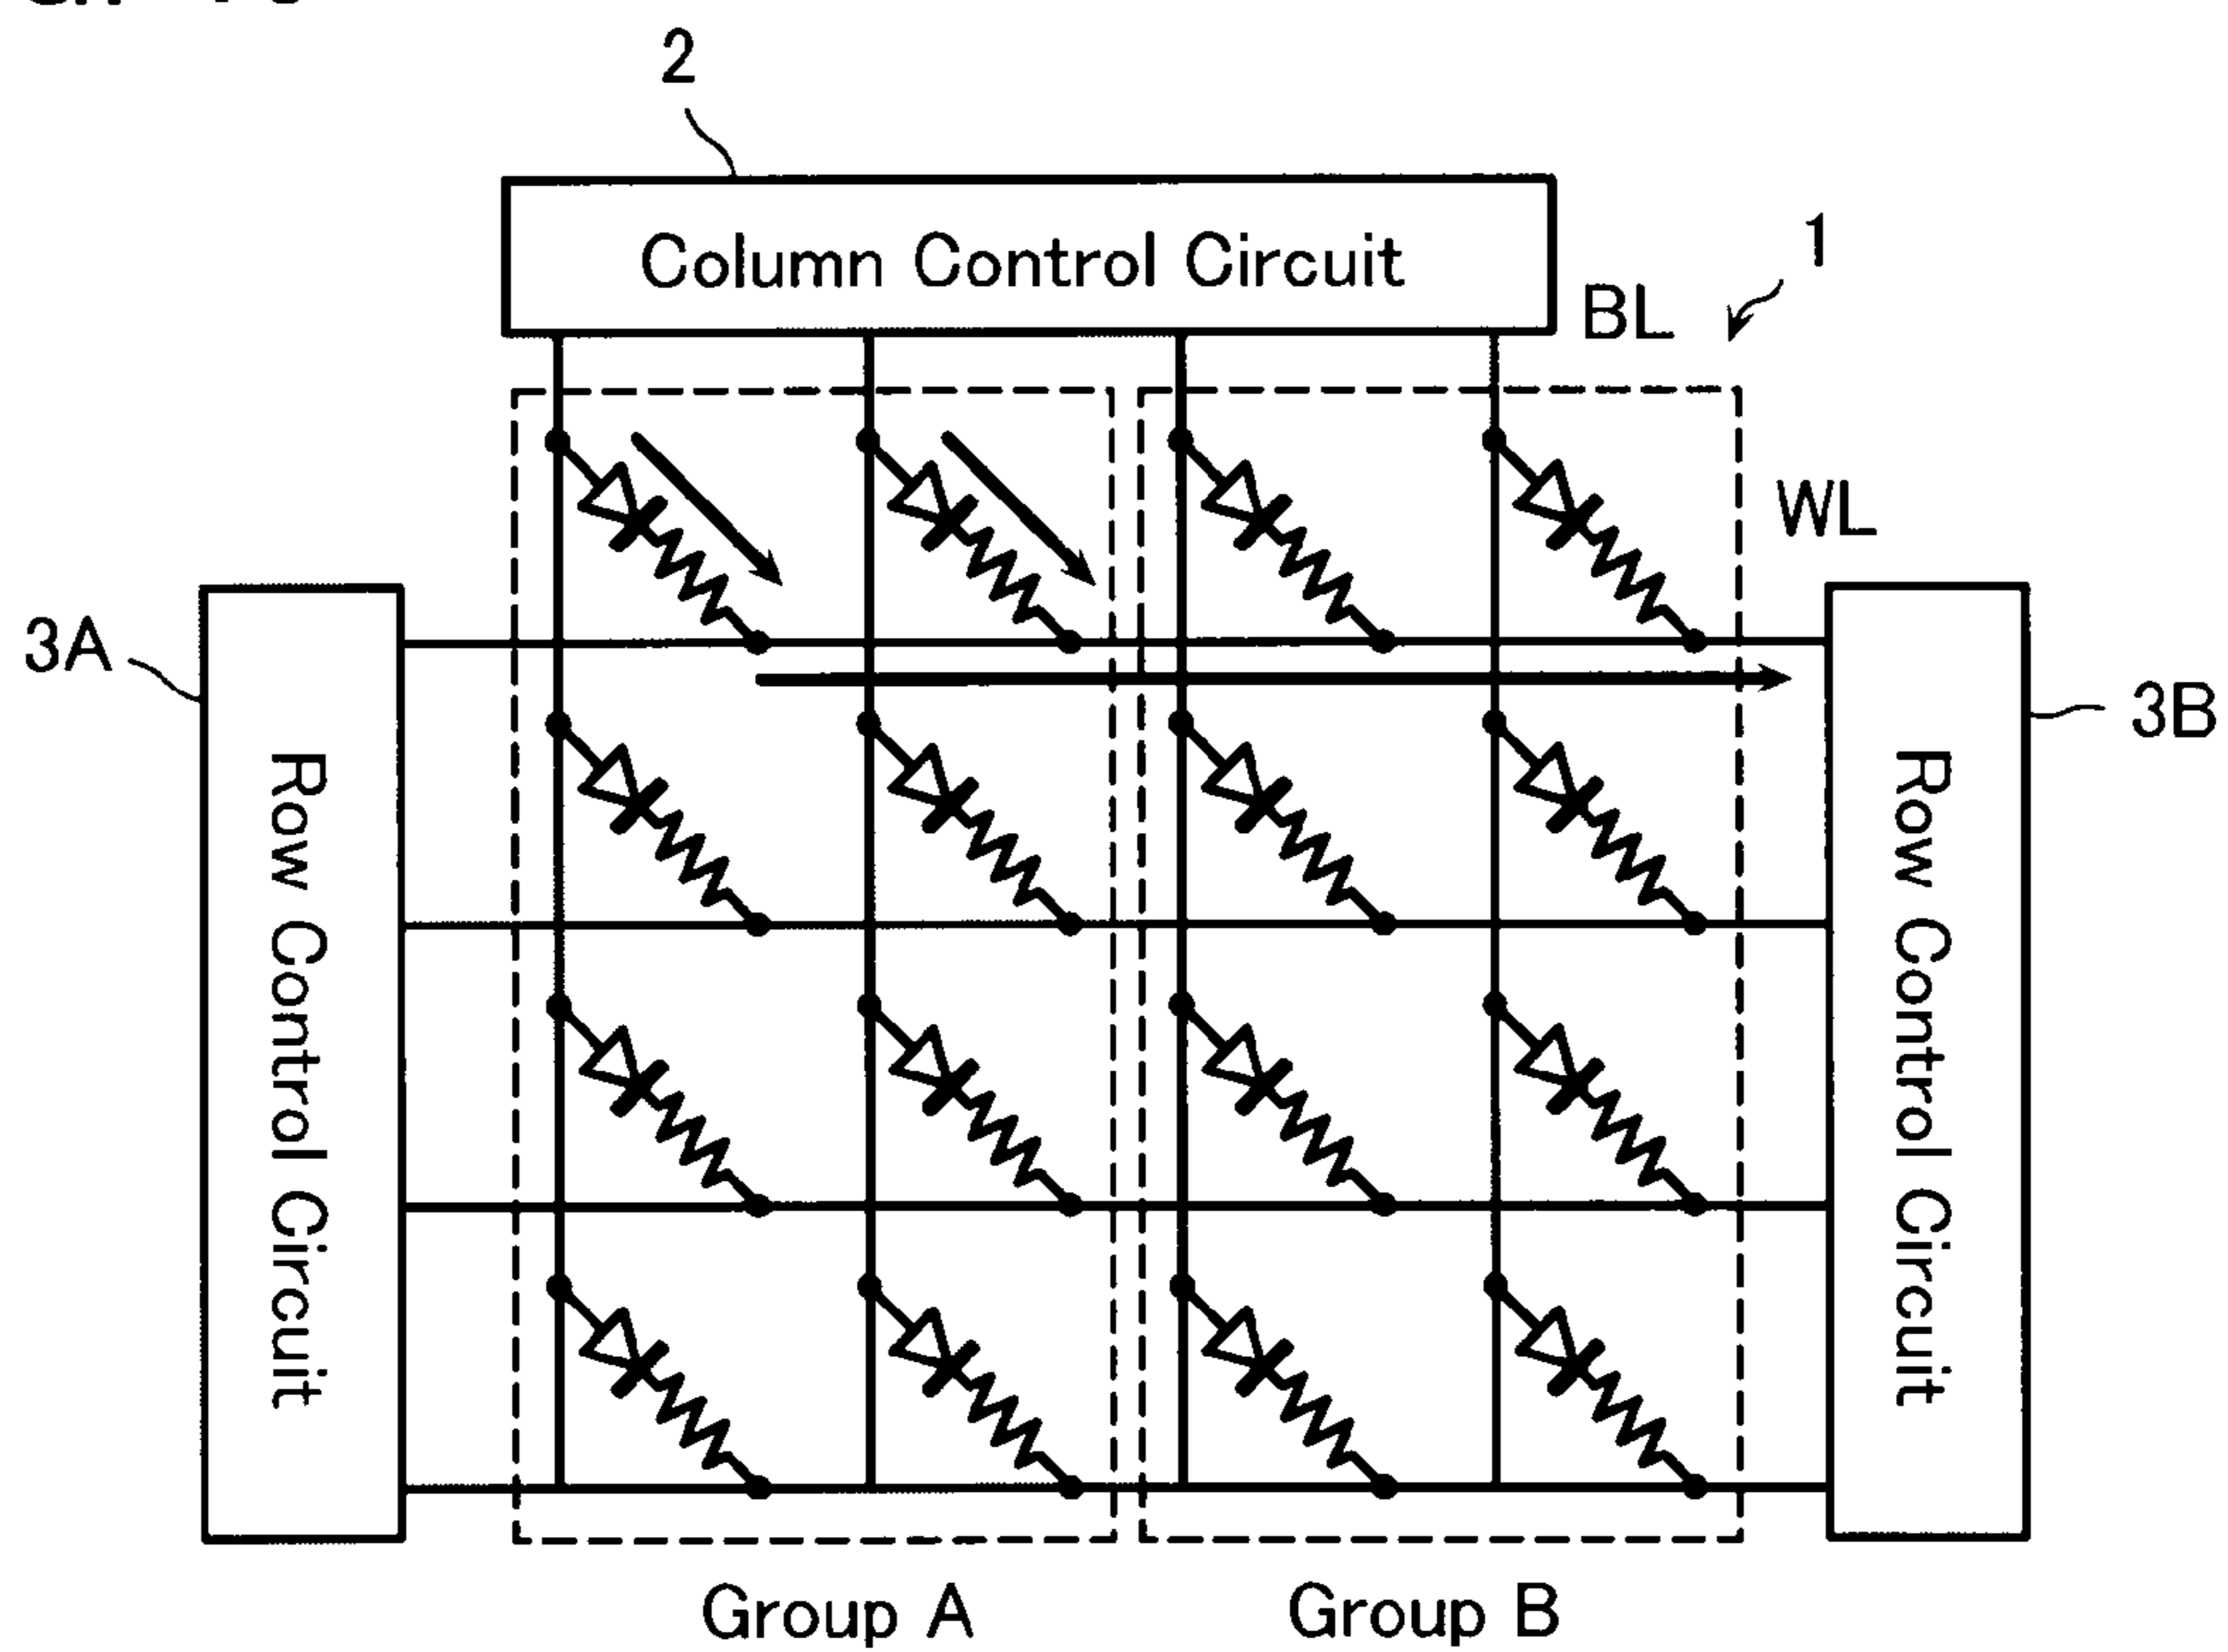 2
Column Control Circuit
BL
1
WL
3A
3B
Row Control Circuit
Row Control Circuit
Group A
Group B